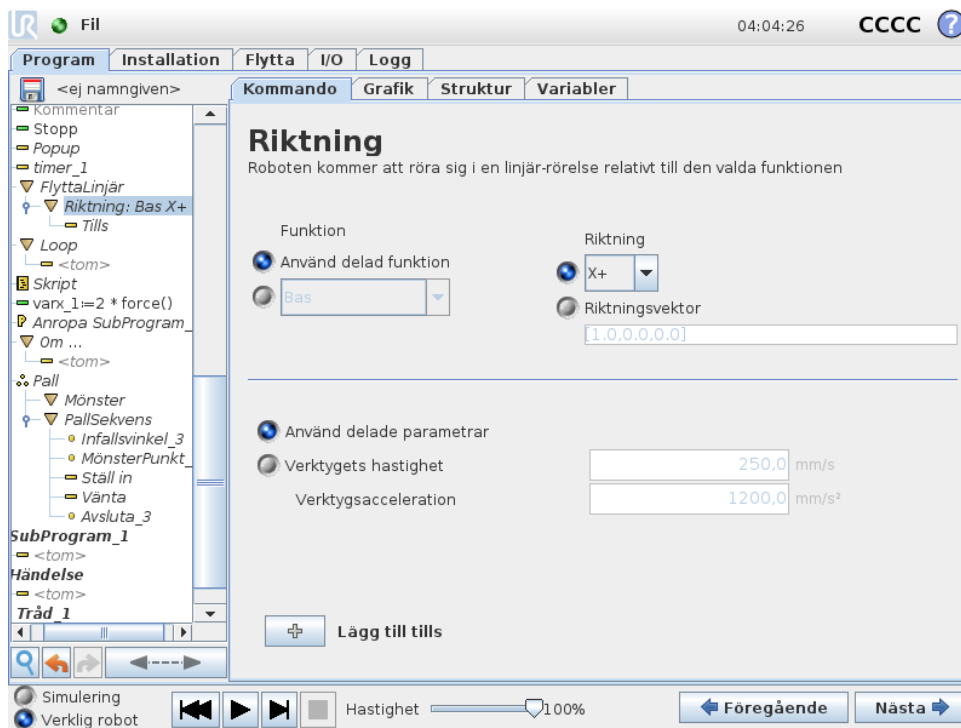 UR Fil 04:04:26 CCCC ?
Program Installation Flytta I/O Logg
<ej namngiven>
Kommando Grafik Struktur Variabler
Kommentar
Stopp
Popup
timer_1
FlyttaLinjär
Riktning: Bas X+
Tills
Loop
<tom>
Skript
varx_1:=2 * force()
Anropa SubProgram_
Om ...
<tom>
Pall
Mönster
PallSekvens
Infallsvinkel_3
MönsterPunkt_
Ställ in
Vänta
Avsluta_3
SubProgram_1
<tom>
Händelse
<tom>
Tråd_1
Riktning
Roboten kommer att röra sig i en linjär-rörelse relativt till den valda funktionen
Funktion
Använd delad funktion
Bas
Riktning
X+
Riktningsvektor
[1.0,0.0,0.0]
Använd delade parametrar
Verktygets hastighet 250,0 mm/s
Verktygsacceleration 1200,0 mm/s²
Lägg till tills
Simulering
Verklig robot
Hastighet 100%
Föregående
Nästa